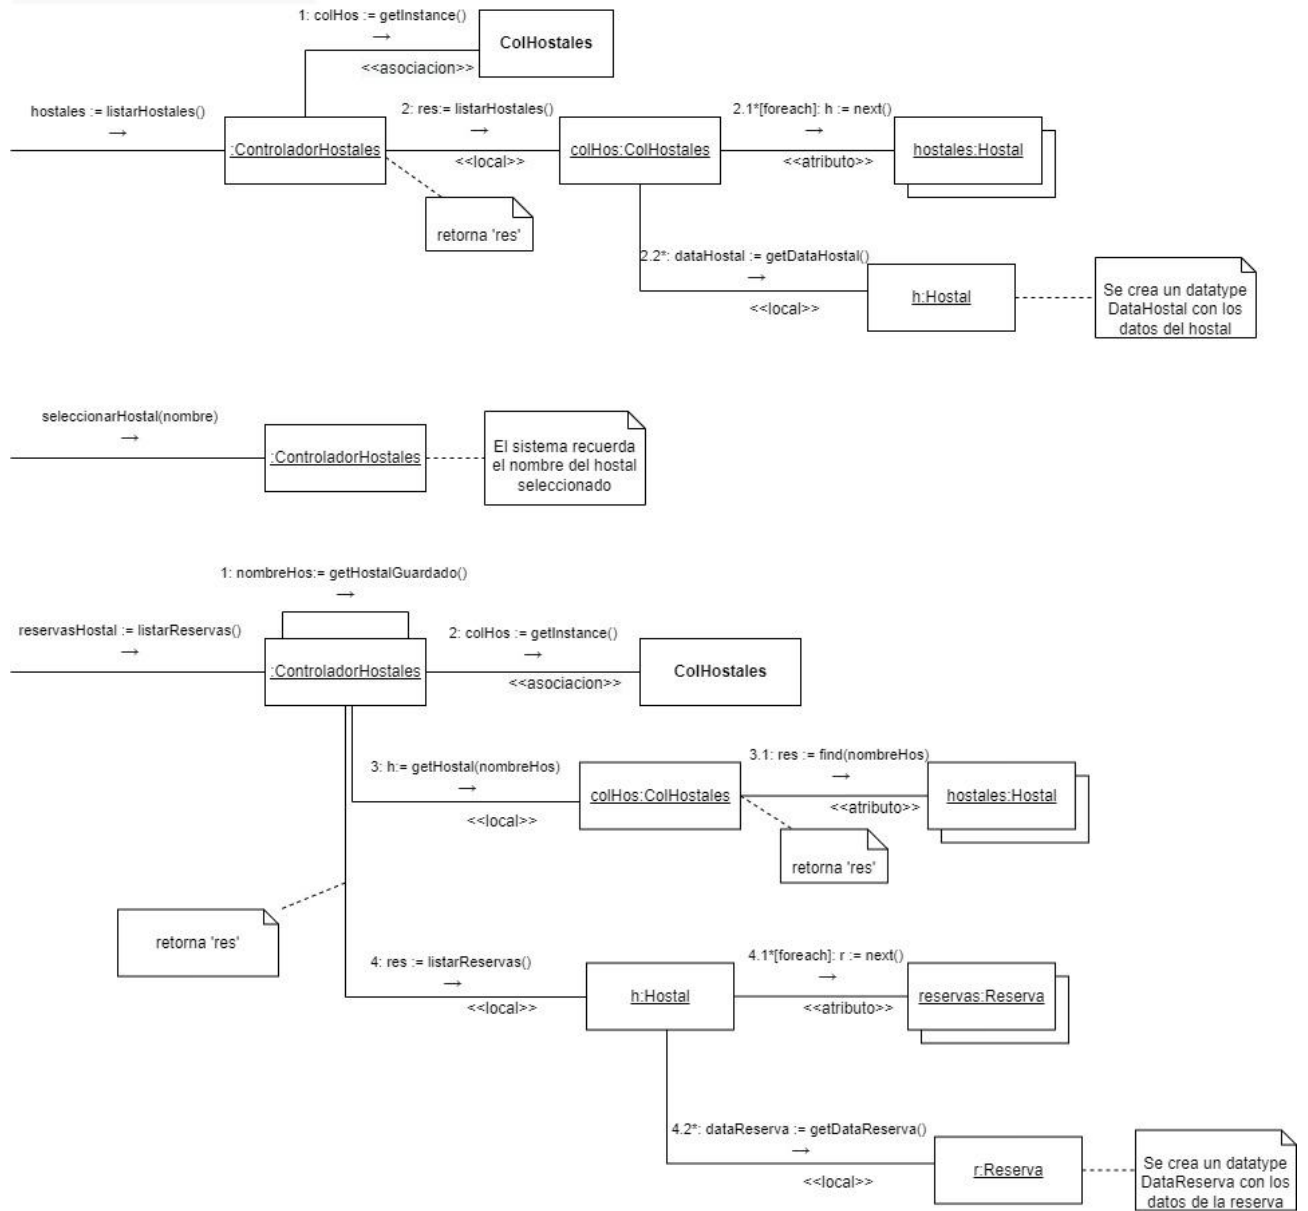 1: colHos := getInstance()
→
ColHostales
<<asociacion>>
hostales := listarHostales()
→
:ControladorHostales
2: res:= listarHostales()
→
<<local>>
colHos:ColHostales
2.1*[foreach]: h := next()
→
<<atributo>>
hostales:Hostal
retorna 'res'
2.2*: dataHostal := getDataHostal()
→
<<local>>
h:Hostal
Se crea un datatype
DataHostal con los
datos del hostal
seleccionarHostal(nombre)
→
:ControladorHostales
El sistema recuerda
el nombre del hostal
seleccionado
1: nombreHos:= getHostalGuardado()
→
reservasHostal := listarReservas()
→
:ControladorHostales
2: colHos := getInstance()
→
<<asociacion>>
ColHostales
3: h:= getHostal(nombreHos)
→
<<local>>
colHos:ColHostales
3.1: res := find(nombreHos)
→
<<atributo>>
hostales:Hostal
retorna 'res'
retorna 'res'
4: res := listarReservas()
→
<<local>>
h:Hostal
4.1*[foreach]: r := next()
→
<<atributo>>
reservas:Reserva
4.2*: dataReserva := getDataReserva()
→
<<local>>
r:Reserva
Se crea un datatype
DataReserva con los
datos de la reserva